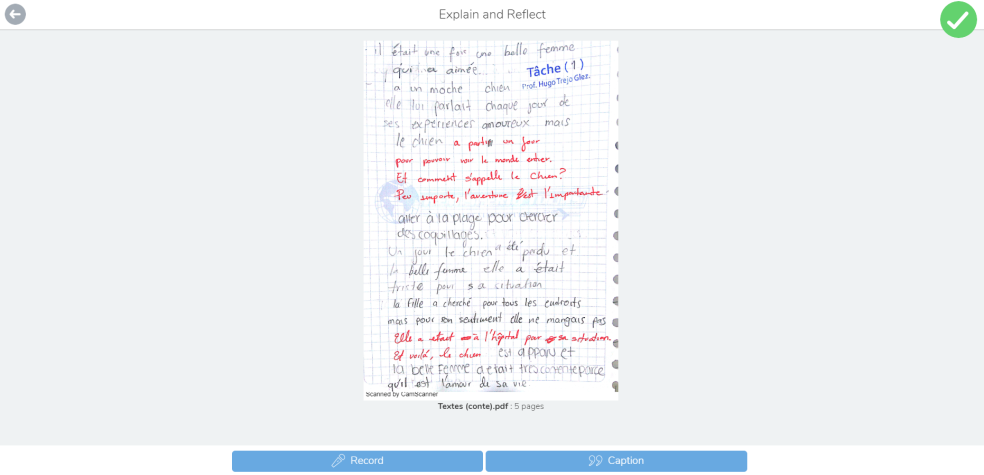 Explain and Reflect
il était une fois une belle femme
qui a aimée...
Tâche (1)
Prof. Hugo Trejo Glez.
a un moche chien
elle lui parlait chaque jour de
ses expériences amoureux mais
le chien a parti un jour
pour pouvoir voir le monde entier.
Et comment s'appelle le chien?
Peu importe, l'aventure est l'importante
aller à la plage pour chercher
des coquillages.
Un jour le chien a été perdu et
la belle femme elle a était
triste pour sa situation
la fille a cherché pour tous les endroits
mais pour son sentiment elle ne mangais pas
Elle a etait à l'hôpital pour sa situation.
Et voilà, le chien est apparu et
la belle femme a était tres contente parce
qu'il est l'amour de sa vie
Scanned by CamScanner
Textes (conte).pdf : 5 pages
Record
Caption